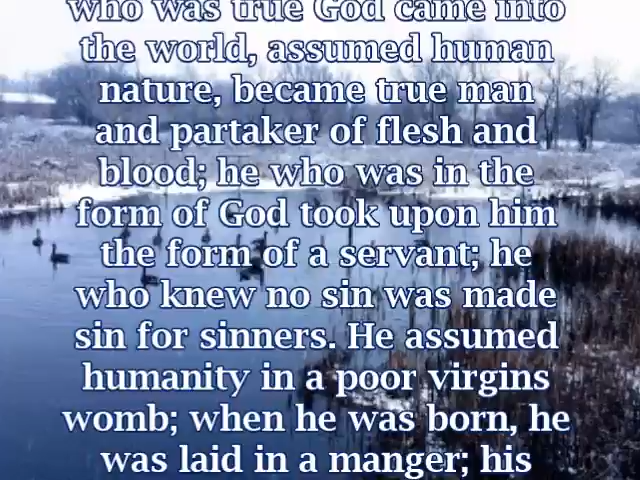 who was true God came into
the world, assumed human
nature, became true man
and partaker of flesh and
blood; he who was in the
form of God took upon him
the form of a servant; he
who knew no sin was made
sin for sinners. He assumed
humanity in a poor virgins
womb; when he was born, he
was laid in a manger; his